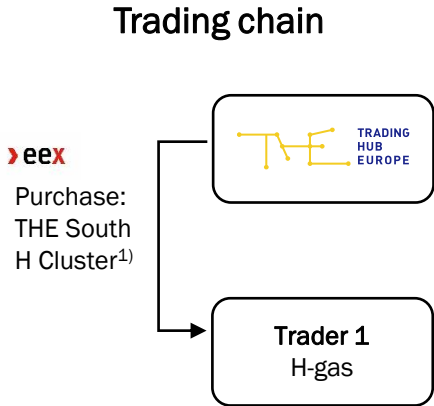 Trading chain
TRADING
THE HUB
EUROPE
eex
Purchase:
THE South
H Cluster1)
Trader 1
H-gas